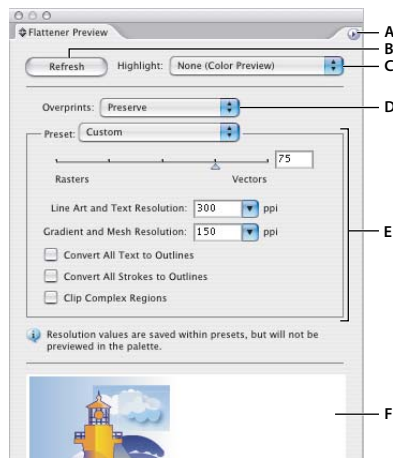 Flattener Preview
A
B
Refresh Highlight: None (Color Preview) C
Overprints: Preserve D
Preset: Custom
75
Rasters Vectors
Line Art and Text Resolution: 300 ppi
Gradient and Mesh Resolution: 150 ppi
E
Convert All Text to Outlines
Convert All Strokes to Outlines
Clip Complex Regions
Resolution values are saved within presets, but will not be
previewed in the palette.
F